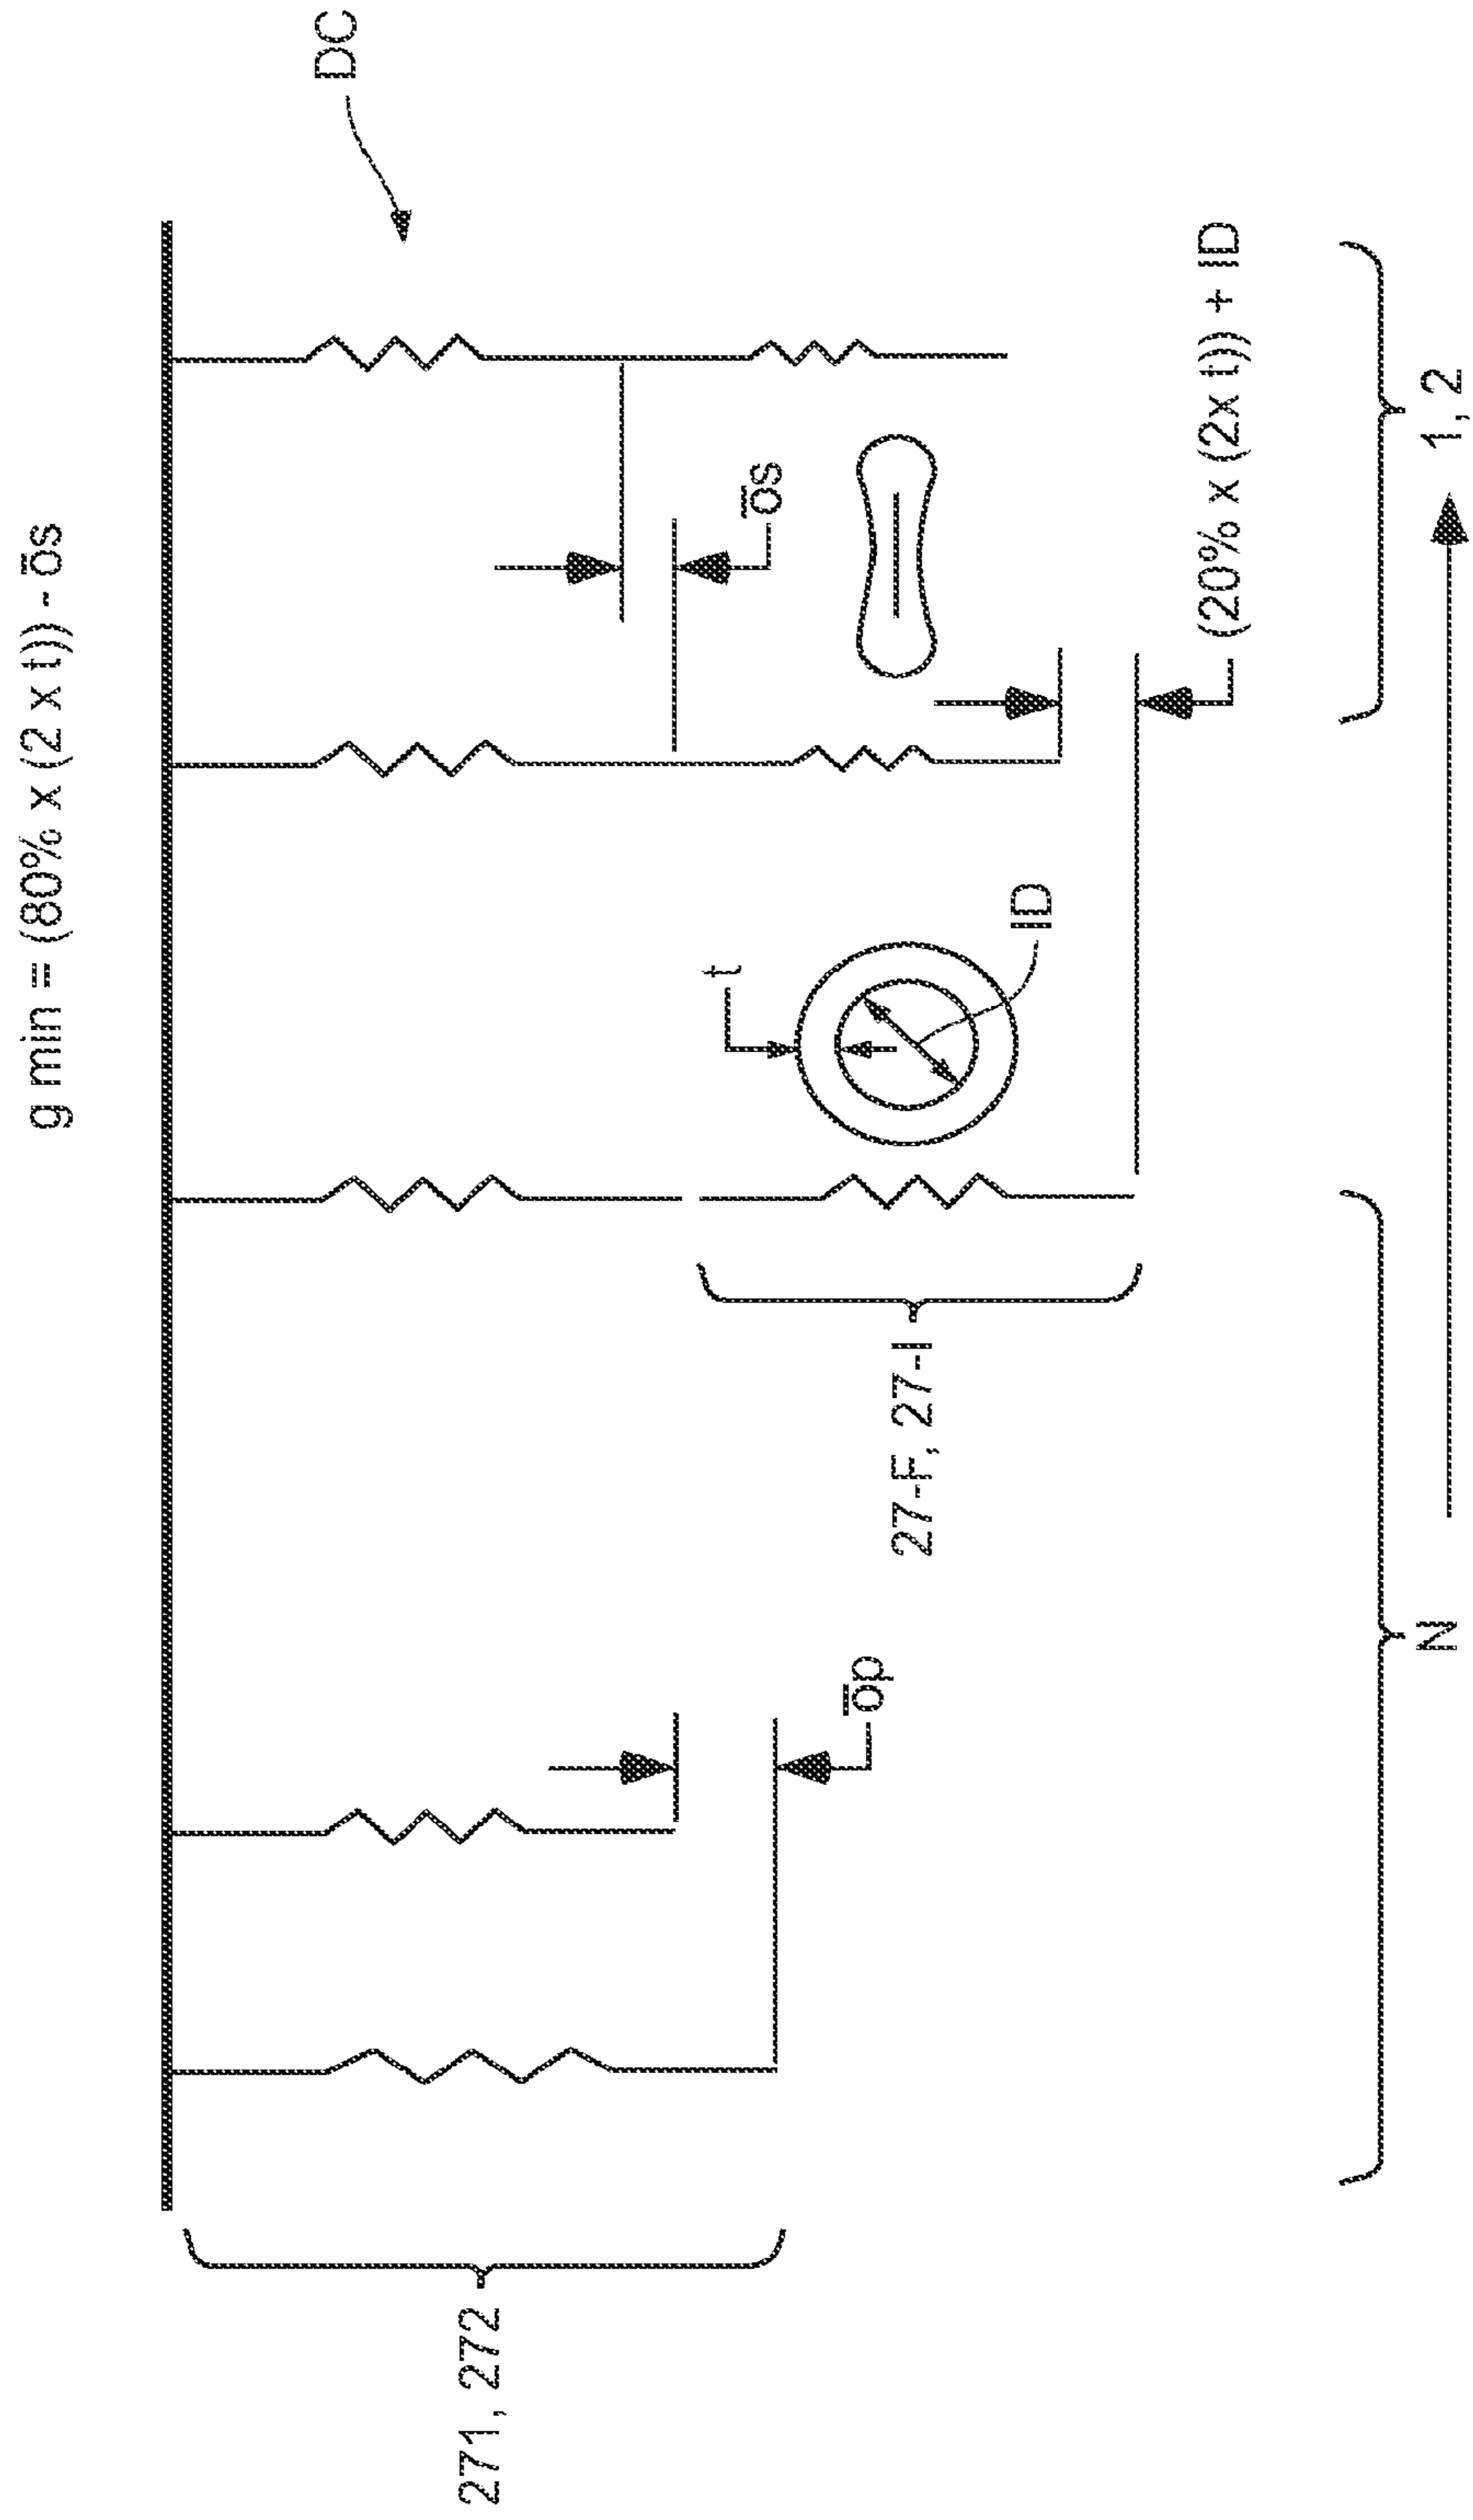 g min = (80% x (2 x t)) - ōs
DC
271, 272
ōp
27-F, 27-I
t
ID
ōs
(20% x (2x t)) + ID
N
1, 2